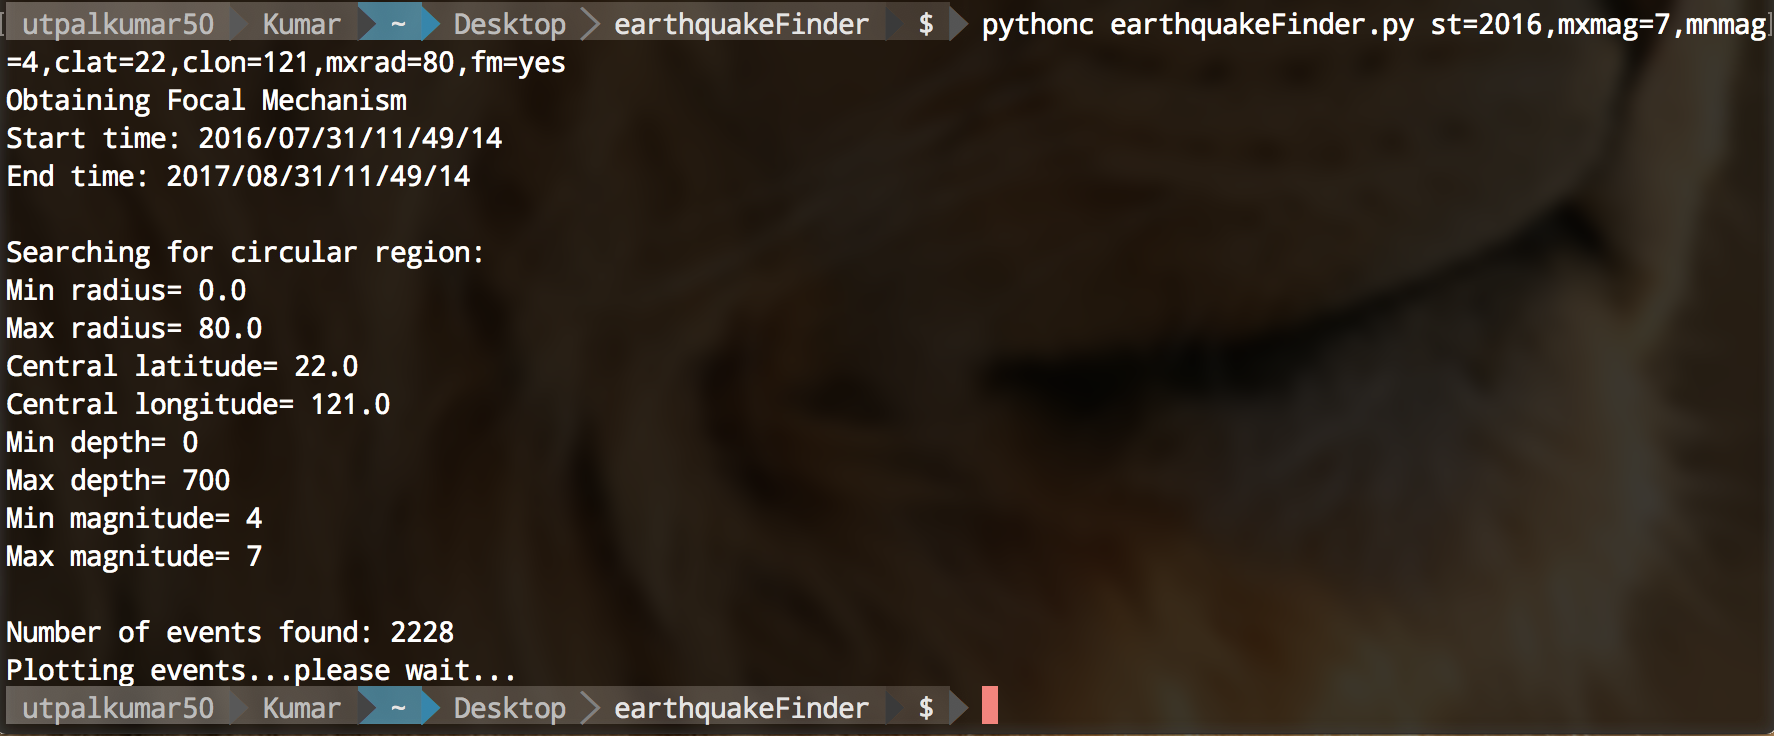 utpalkumar50 Kumar ~ Desktop earthquakeFinder $ pythonc earthquakeFinder.py st=2016,mxmag=7,mnmag
=4,clat=22,clon=121,mxrad=80,fm=yes
Obtaining Focal Mechanism
Start time: 2016/07/31/11/49/14
End time: 2017/08/31/11/49/14
Searching for circular region:
Min radius= 0.0
Max radius= 80.0
Central latitude= 22.0
Central longitude= 121.0
Min depth= 0
Max depth= 700
Min magnitude= 4
Max magnitude= 7
Number of events found: 2228
Plotting events...please wait...
utpalkumar50 Kumar ~ Desktop earthquakeFinder $